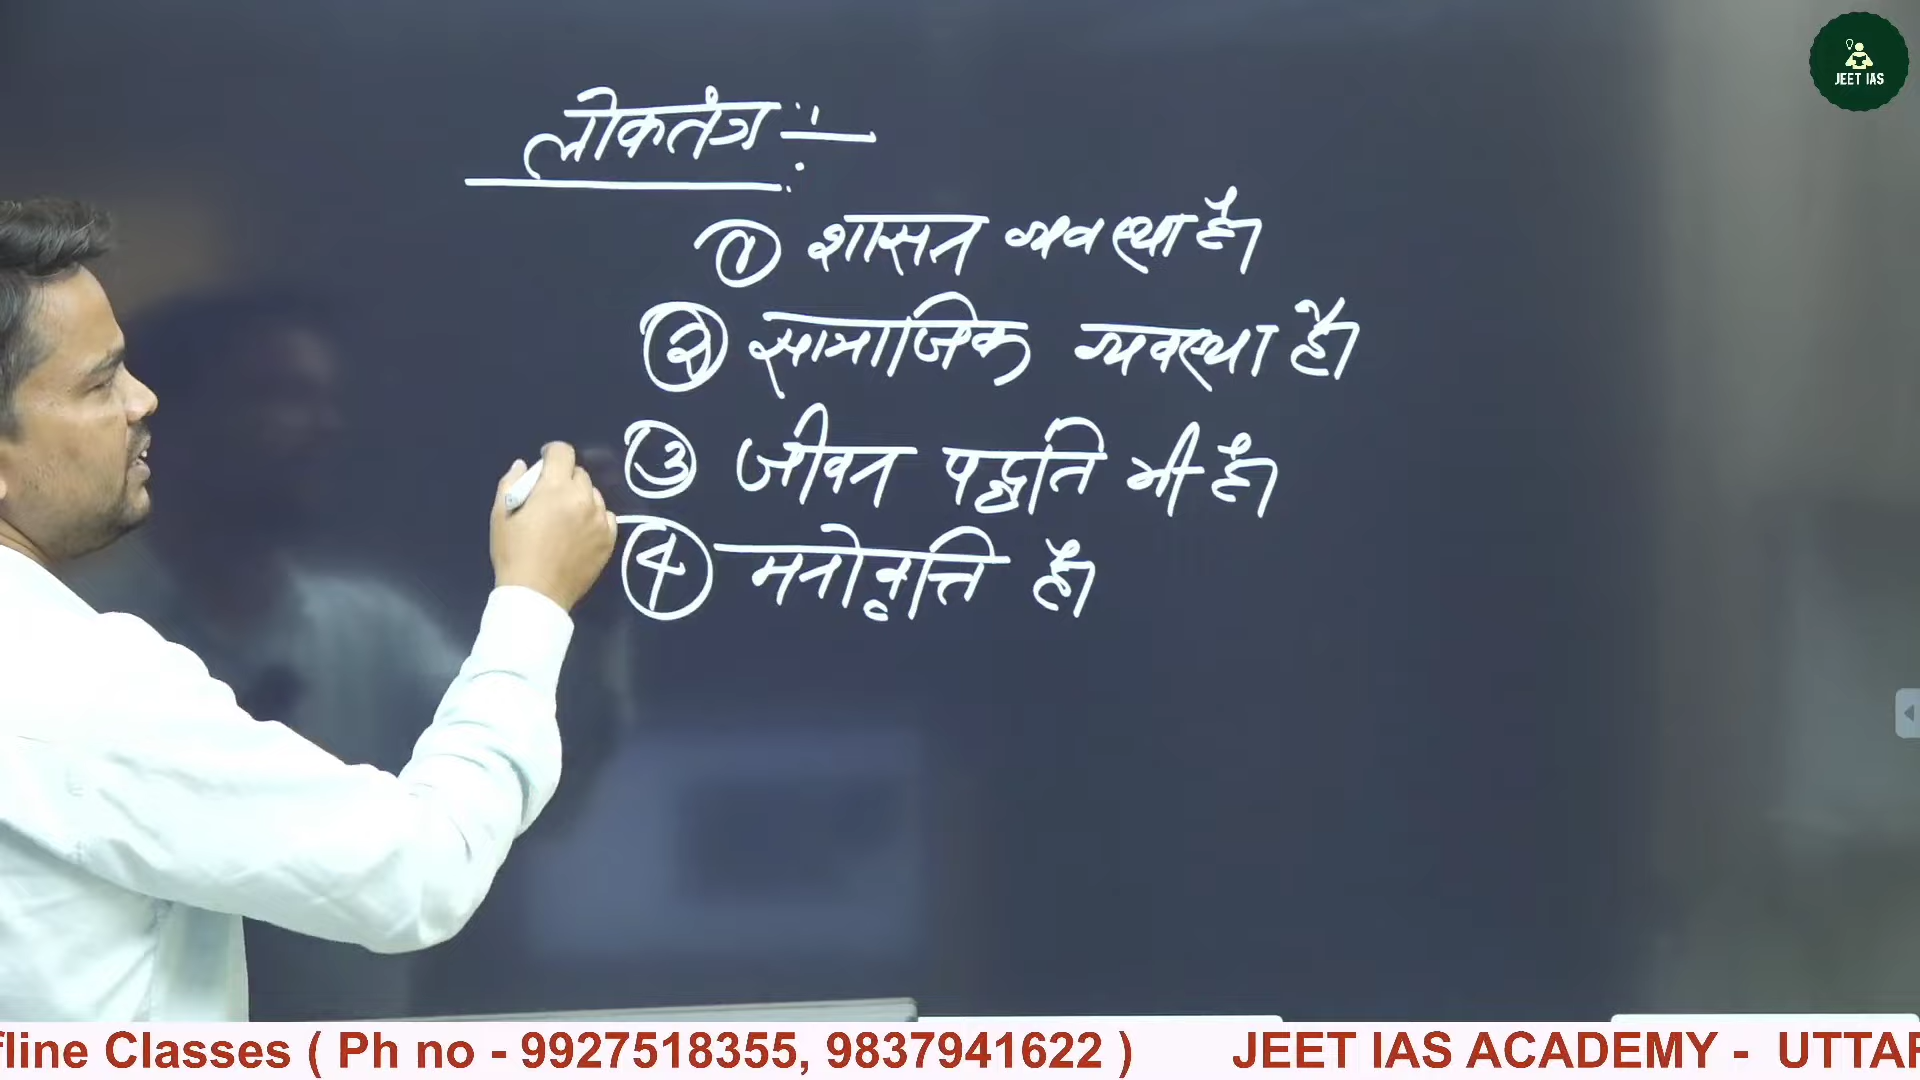 JEET IAS
लोकतंत्र :-
① शासन व्यवस्था है।
② सामाजिक व्यवस्था है।
③ जीवन पद्धति भी है।
④ मनोवृत्ति है।
fline Classes ( Ph no - 9927518355, 9837941622 ) JEET IAS ACADEMY - UTTAR